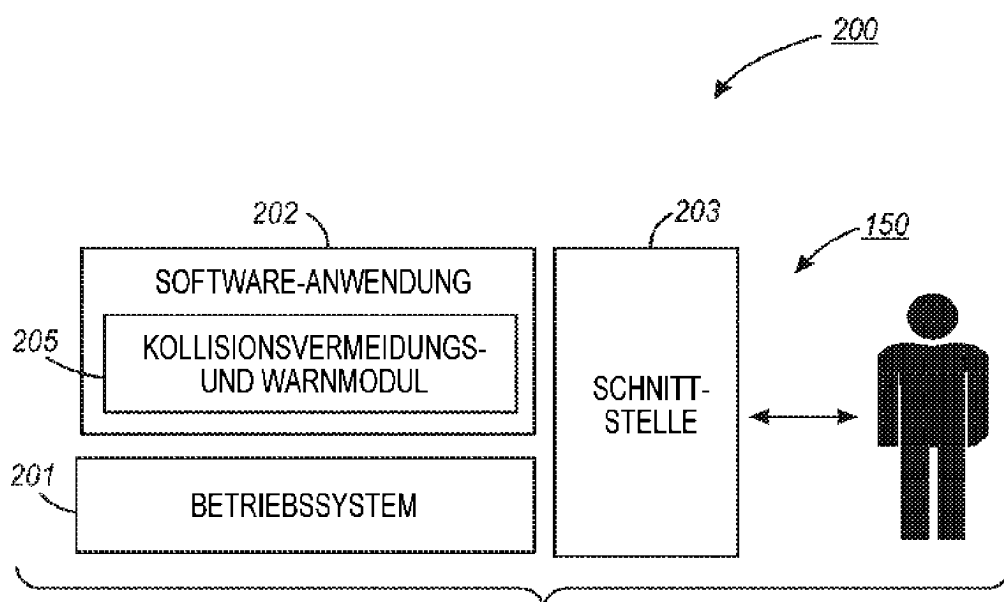 200
202
203
150
SOFTWARE-ANWENDUNG
205
KOLLISIONSVERMEIDUNGS-
UND WARNMODUL
SCHNITT-
STELLE
201
BETRIEBSSYSTEM